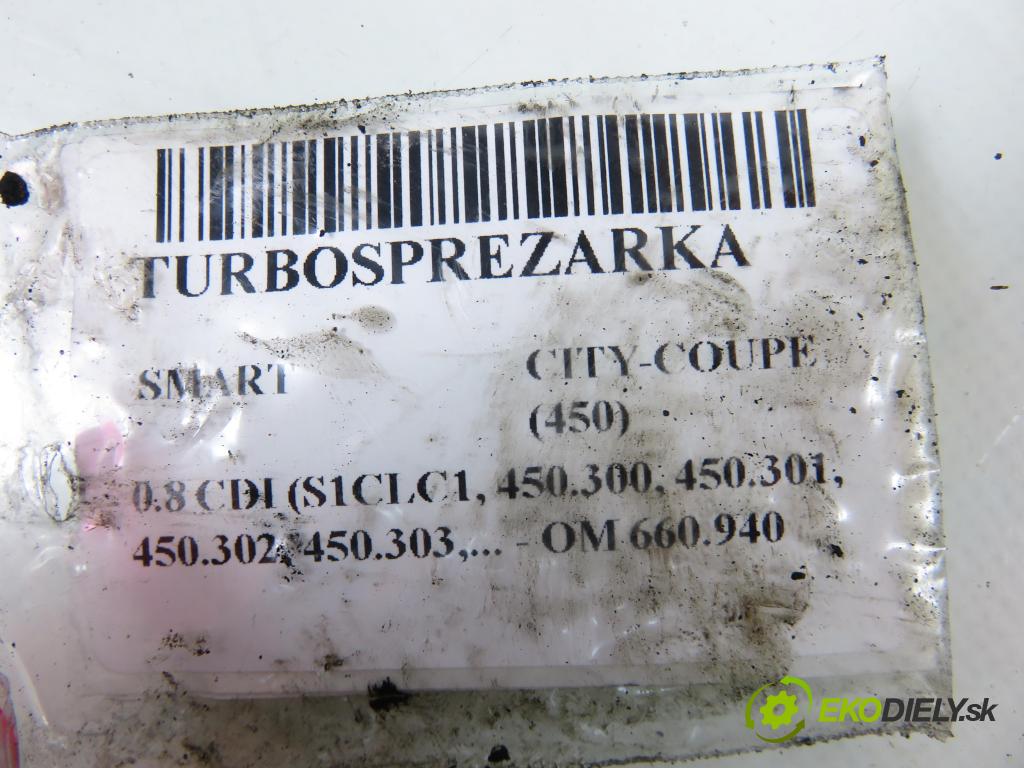 TURBOSPREZARKA
SMART
CITY-COUPE
(450)
0.8 CDI (S1CLC1, 450.300, 450.301,
450.302, 450.303,... - OM 660.940
EKODIELY.sk